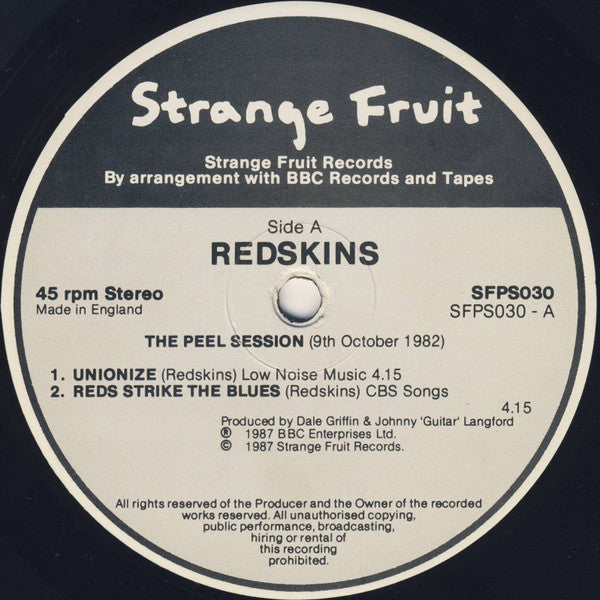 Strange Fruit
Strange Fruit Records
By arrangement with BBC Records and Tapes
Side A
REDSKINS
45 rpm Stereo
Made in England
SFPS030
SFPS030 - A
THE PEEL SESSION (9th October 1982)
1. UNIONIZE (Redskins) Low Noise Music 4.15
2. REDS STRIKE THE BLUES (Redskins) CBS Songs
4.15
Produced by Dale Griffin & Johnny 'Guitar' Langford
℗ 1987 BBC Enterprises Ltd.
© 1987 Strange Fruit Records.
All rights reserved of the Producer and the Owner of the recorded
works reserved. All unauthorised copying,
public performance, broadcasting,
hiring or rental of
this recording
prohibited.